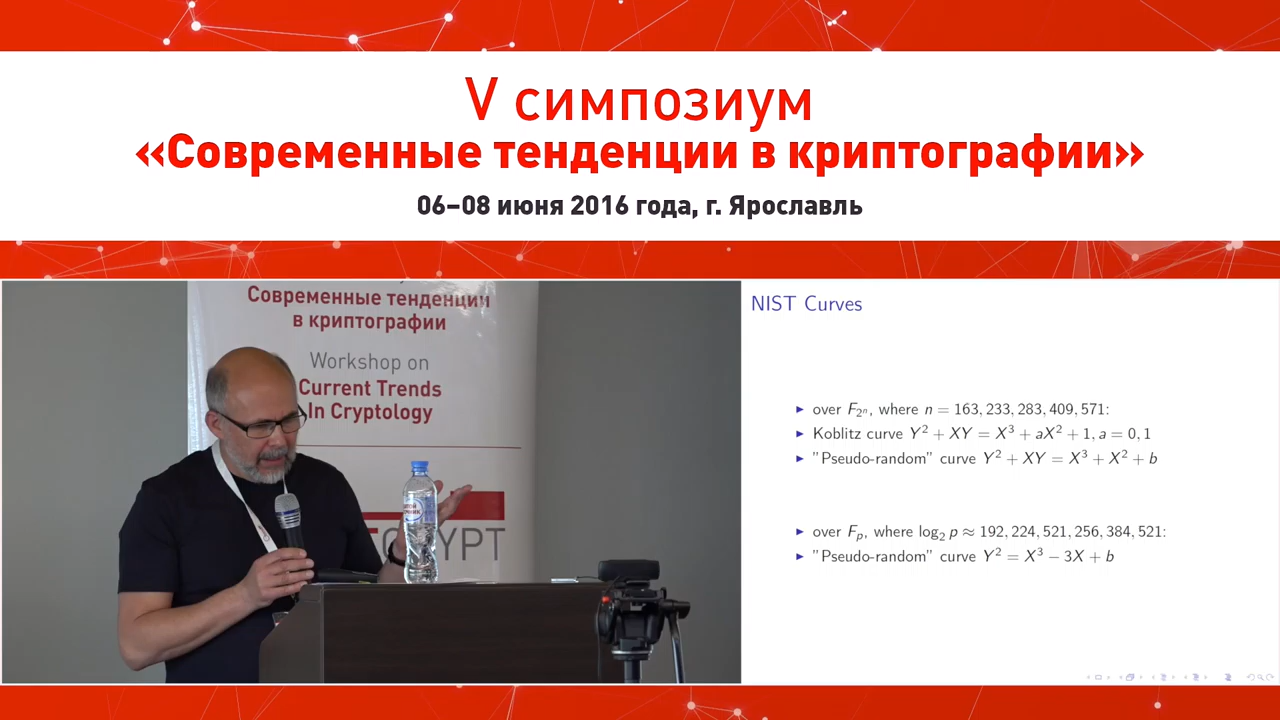 V симпозиум
«Современные тенденции в криптографии»
06–08 июня 2016 года, г. Ярославль
Современные тенденции
в криптографии
Workshop on
Current Trends
In Cryptology
CRYPT
NIST Curves
▶ over F_{2^n}, where n = 163, 233, 283, 409, 571:
▶ Koblitz curve Y² + XY = X³ + aX² + 1, a = 0, 1
▶ "Pseudo-random" curve Y² + XY = X³ + X² + b
▶ over F_p, where log₂ p ≈ 192, 224, 521, 256, 384, 521:
▶ "Pseudo-random" curve Y² = X³ − 3X + b